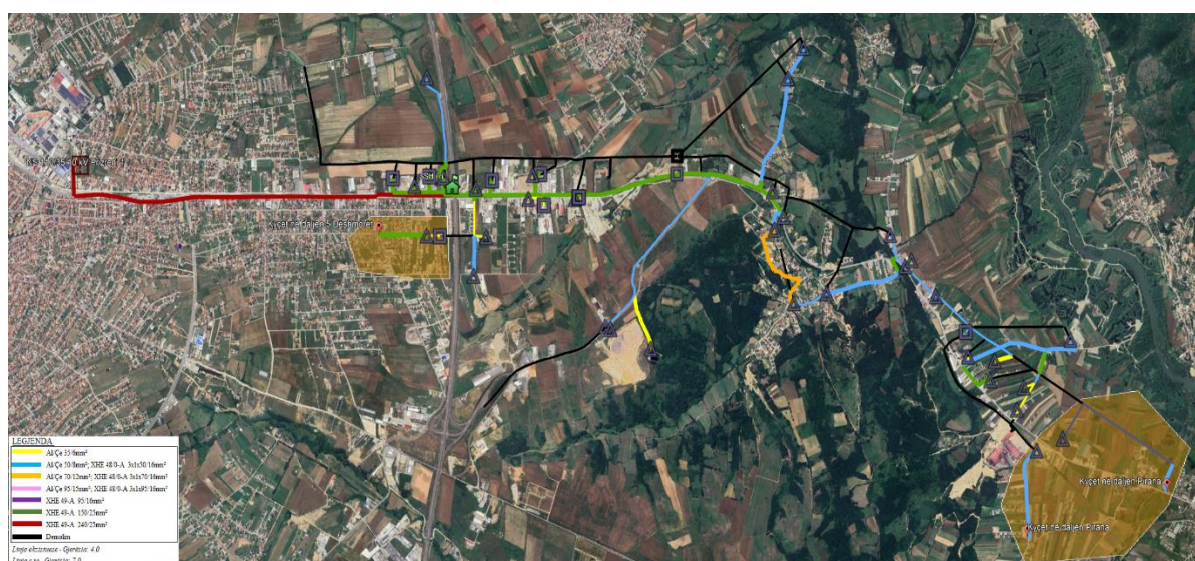 Kyçet në daljen 5 Dëshmorët
Kyçet në daljen Pirana
Kyçet në daljen Pirana
LEGJENDA
Al/Çe 35/6mm²
Al/Çe 50/8mm²; XHE 48/0-A 3x1x50/16mm²
Al/Çe 70/12mm²; XHE 48/0-A 3x1x70/16mm²
Al/Çe 95/15mm²; XHE 48/0-A 3x1x95/16mm²
XHE 49-A 95/16mm²
XHE 49-A 150/25mm²
XHE 49-A 240/25mm²
Demolim
Linja ekzistuese - Gjerësia: 4.0